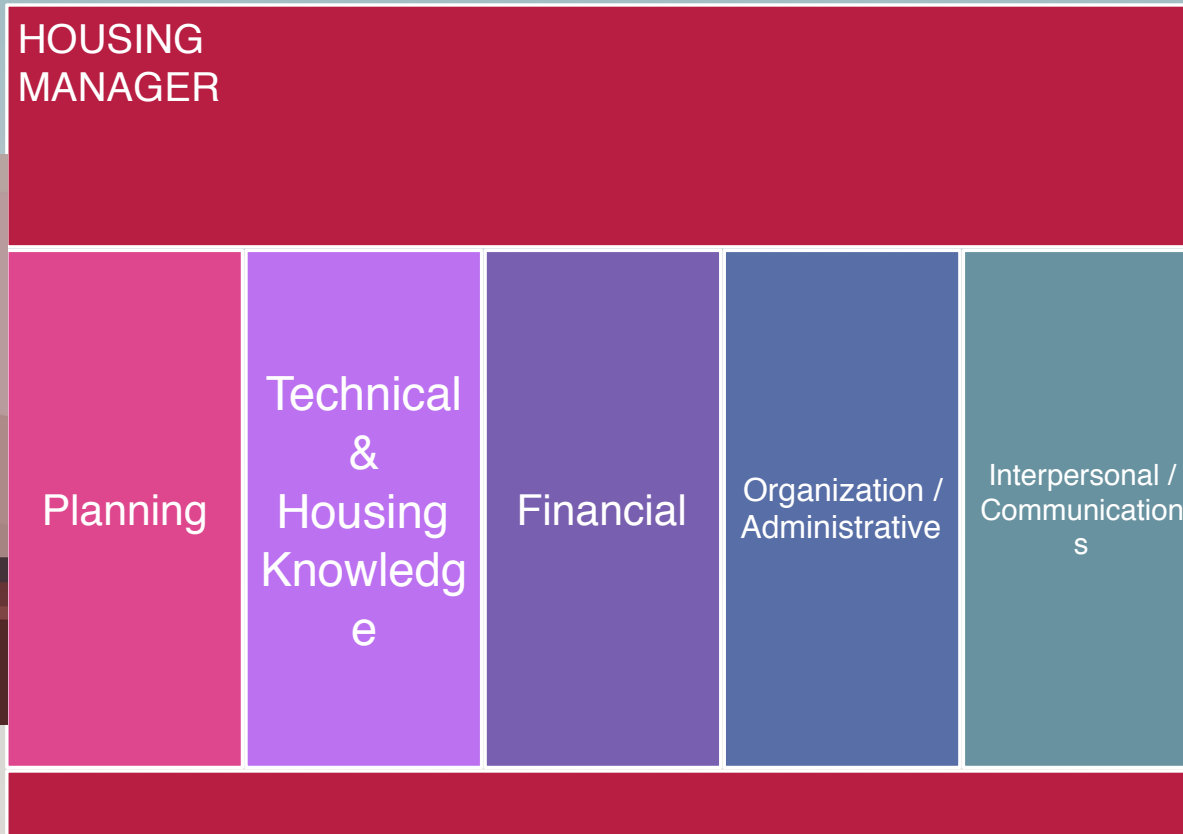 HOUSING
MANAGER
Planning
Technical
&
Housing
Knowledg
e
Financial
Organization /
Administrative
Interpersonal /
Communication
s